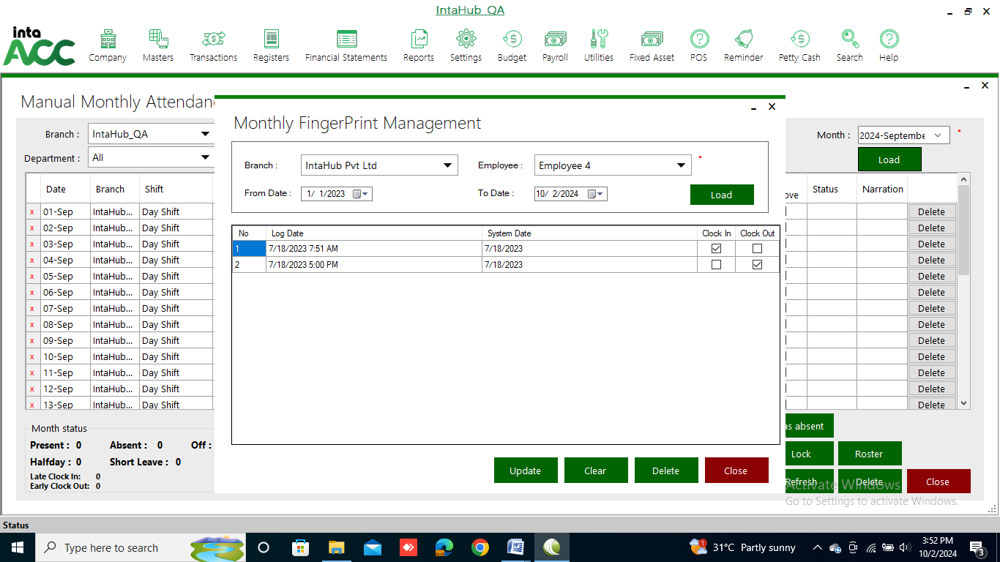 IntaHub_QA
inta
ACC
Company
Masters
Transactions
Registers
Financial Statements
Reports
Settings
Budget
Payroll
Utilities
Fixed Asset
POS
Reminder
Petty Cash
Search
Help
Manual Monthly Attendan
Branch : IntaHub_QA
Department : All
Month : 2024-Septembe *
Load
Date Branch Shift
ove Status Narration
x 01-Sep IntaHub... Day Shift Delete
x 02-Sep IntaHub... Day Shift Delete
x 03-Sep IntaHub... Day Shift Delete
x 04-Sep IntaHub... Day Shift Delete
x 05-Sep IntaHub... Day Shift Delete
x 06-Sep IntaHub... Day Shift Delete
x 07-Sep IntaHub... Day Shift Delete
x 08-Sep IntaHub... Day Shift Delete
x 09-Sep IntaHub... Day Shift Delete
x 10-Sep IntaHub... Day Shift Delete
x 11-Sep IntaHub... Day Shift Delete
x 12-Sep IntaHub... Day Shift Delete
x 13-Sep IntaHub... Day Shift Delete
Month status
Present : 0 Absent : 0 Off :
Halfday : 0 Short Leave : 0
Late Clock In: 0
Early Clock Out: 0
as absent
Lock Roster
Refresh Delete Close
Monthly FingerPrint Management
Branch : IntaHub Pvt Ltd Employee : Employee 4 *
From Date : 1/ 1/2023 To Date : 10/ 2/2024 Load
No Log Date System Date Clock In Clock Out
1 7/18/2023 7:51 AM 7/18/2023
2 7/18/2023 5:00 PM 7/18/2023
Update Clear Delete Close
Activate Windows
Go to Settings to activate Windows.
Status
Type here to search
31°C Partly sunny
1
3:52 PM
10/2/2024
3